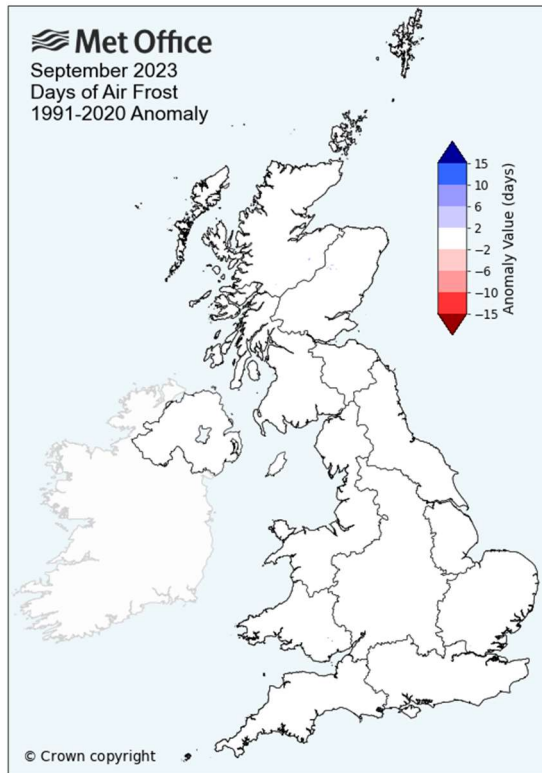 Met Office
September 2023
Days of Air Frost
1991-2020 Anomaly
15
10
6
2
−2
−6
−10
−15
Anomaly Value (days)
© Crown copyright